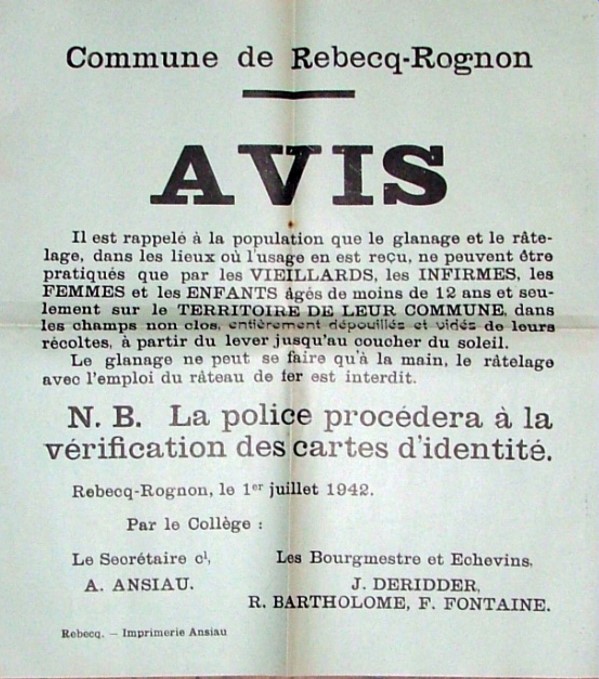 Commune de Rebecq-Rognon
AVIS
Il est rappelé à la population que le glanage et le râte-
lage, dans les lieux où l'usage en est reçu, ne peuvent être
pratiqués que par les VIEILLARDS, les INFIRMES, les
FEMMES et les ENFANTS âgés de moins de 12 ans et seu-
lement sur le TERRITOIRE DE LEUR COMMUNE, dans
les champs non clos, entièrement dépouillés et vidés de leurs
récoltes, à partir du lever jusqu'au coucher du soleil.
Le glanage ne peut se faire qu'à la main, le râtelage
avec l'emploi du râteau de fer est interdit.
N. B. La police procédera à la
vérification des cartes d'identité.
Rebecq-Rognon, le 1er juillet 1942.
Par le Collège :
Le Secrétaire cl,
A. ANSIAU.
Les Bourgmestre et Echevins,
J. DERIDDER,
R. BARTHOLOME, F. FONTAINE.
Rebecq. — Imprimerie Ansiau